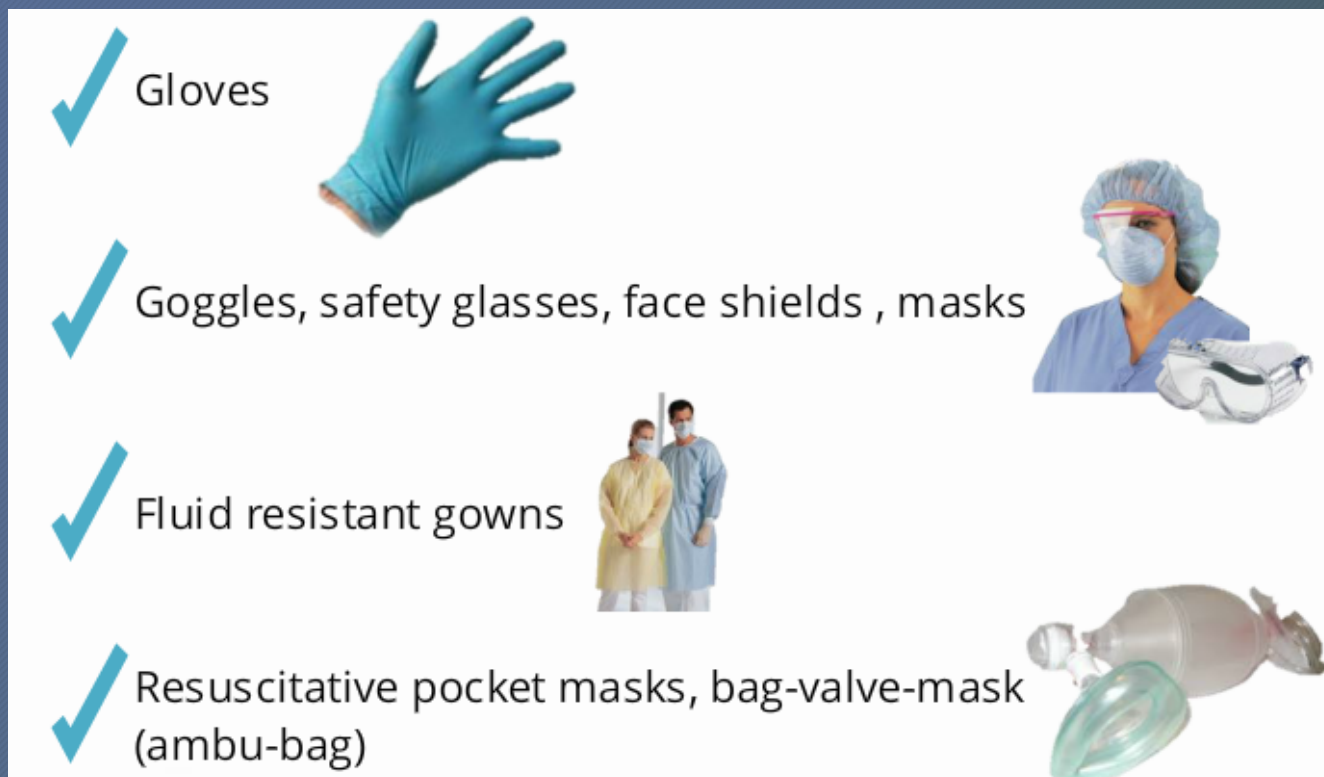 Gloves
Goggles, safety glasses, face shields , masks
Fluid resistant gowns
Resuscitative pocket masks, bag-valve-mask
(ambu-bag)